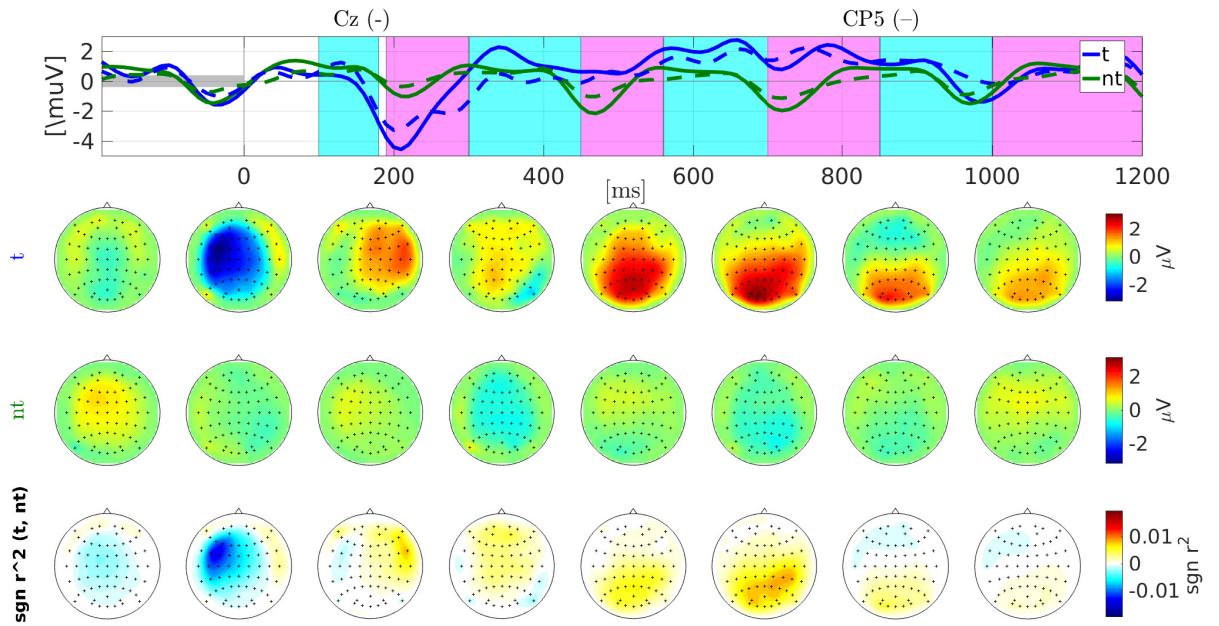 Cz (-)
CP5 (–)
[\muV]
2
0
-2
-4
t
nt
0
200
400
600
800
1000
1200
[ms]
t
2
0
-2
μV
nt
2
0
-2
μV
sgn r^2 (t, nt)
0.01
0
-0.01
sgn r²